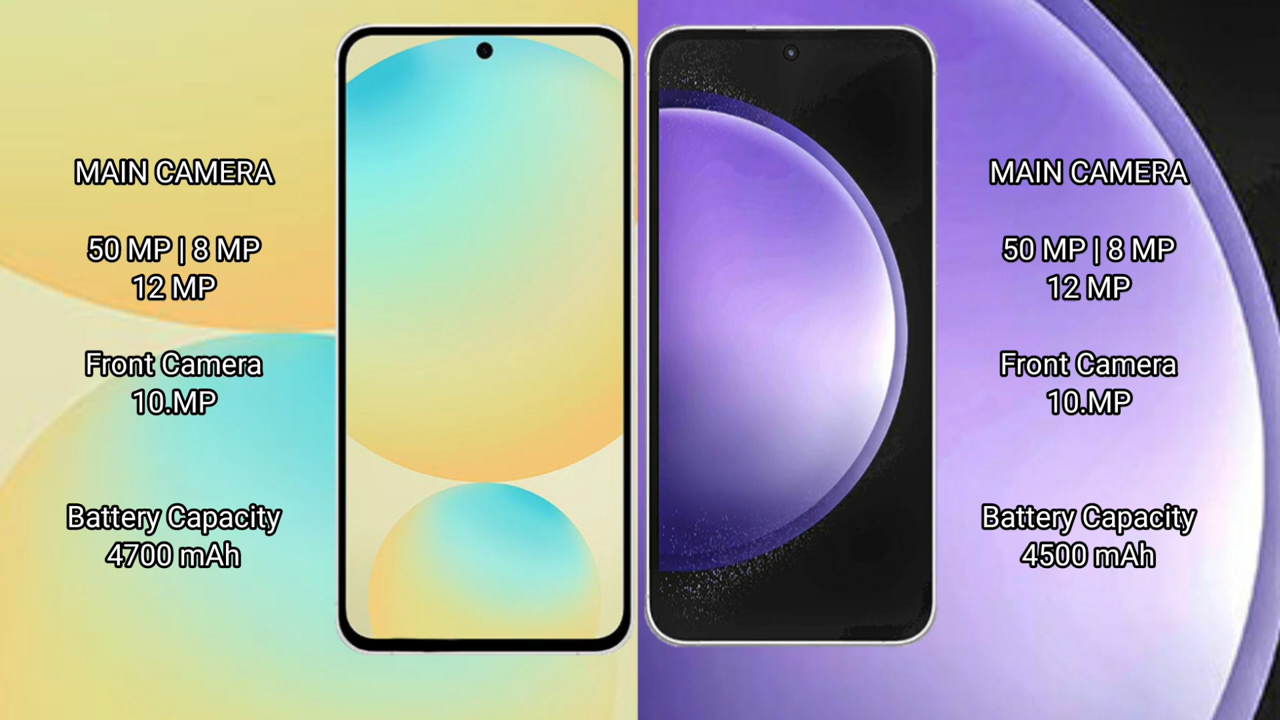 MAIN CAMERA
50 MP | 8 MP
12 MP
Front Camera
10.MP
Battery Capacity
4700 mAh
MAIN CAMERA
50 MP | 8 MP
12 MP
Front Camera
10.MP
Battery Capacity
4500 mAh